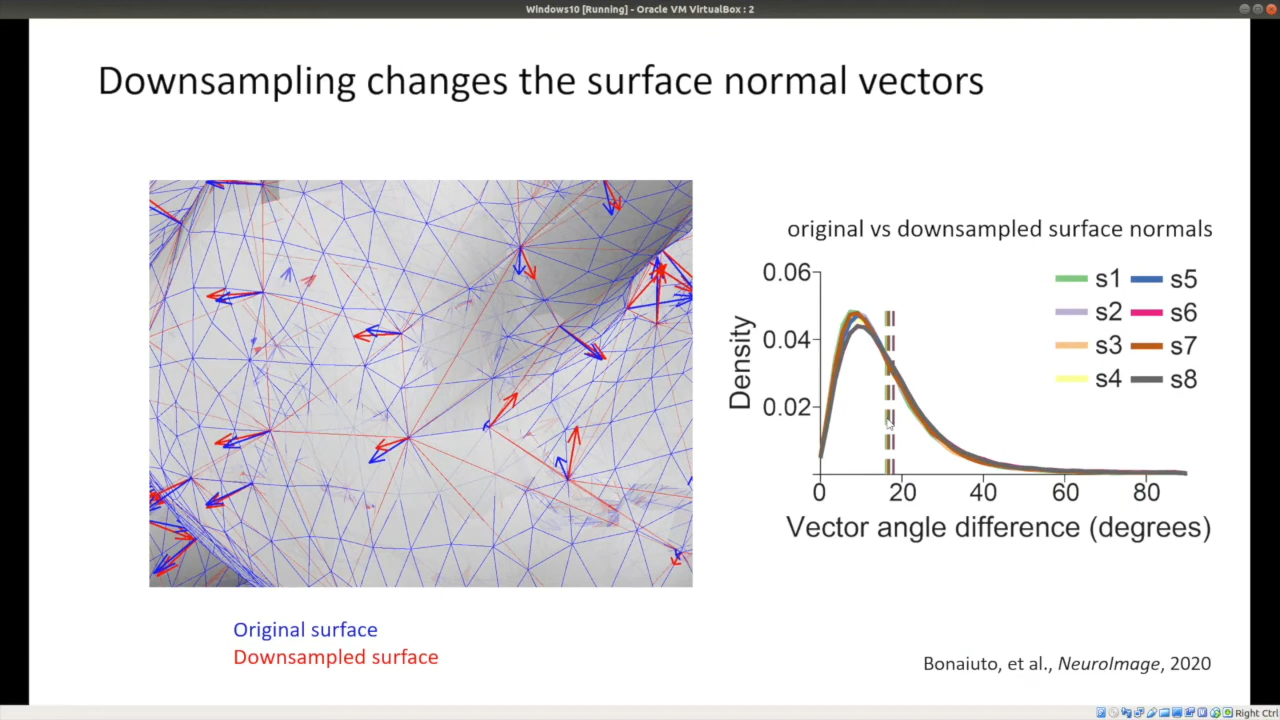 Windows10 [Running] - Oracle VM VirtualBox : 2
Downsampling changes the surface normal vectors
original vs downsampled surface normals
0.06
0.04
0.02
Density
s1 s5
s2 s6
s3 s7
s4 s8
0 20 40 60 80
Vector angle difference (degrees)
Original surface
Downsampled surface
Bonaiuto, et al., NeuroImage, 2020
Right Ctrl